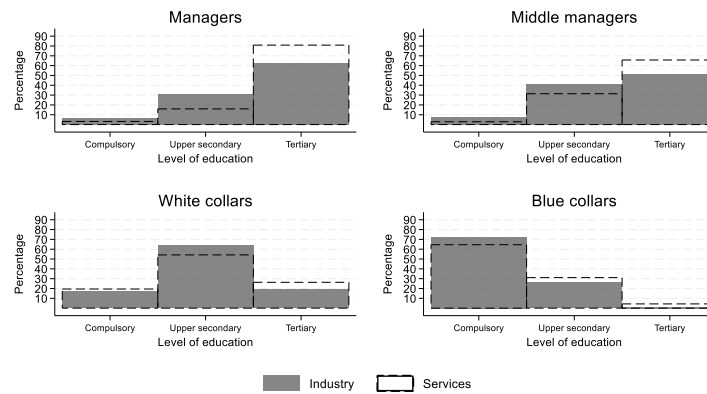 Managers
Percentage
90
80
70
60
50
40
30
20
10
Compulsory Upper secondary Tertiary
Level of education
Middle managers
Percentage
90
80
70
60
50
40
30
20
10
Compulsory Upper secondary Tertiary
Level of education
White collars
Percentage
90
80
70
60
50
40
30
20
10
Compulsory Upper secondary Tertiary
Level of education
Blue collars
Percentage
90
80
70
60
50
40
30
20
10
Compulsory Upper secondary Tertiary
Level of education
Industry Services